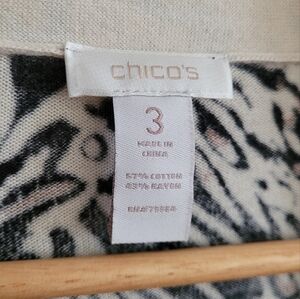 chico's
3
MADE IN
CHINA
57% COTTON
43% RAYON